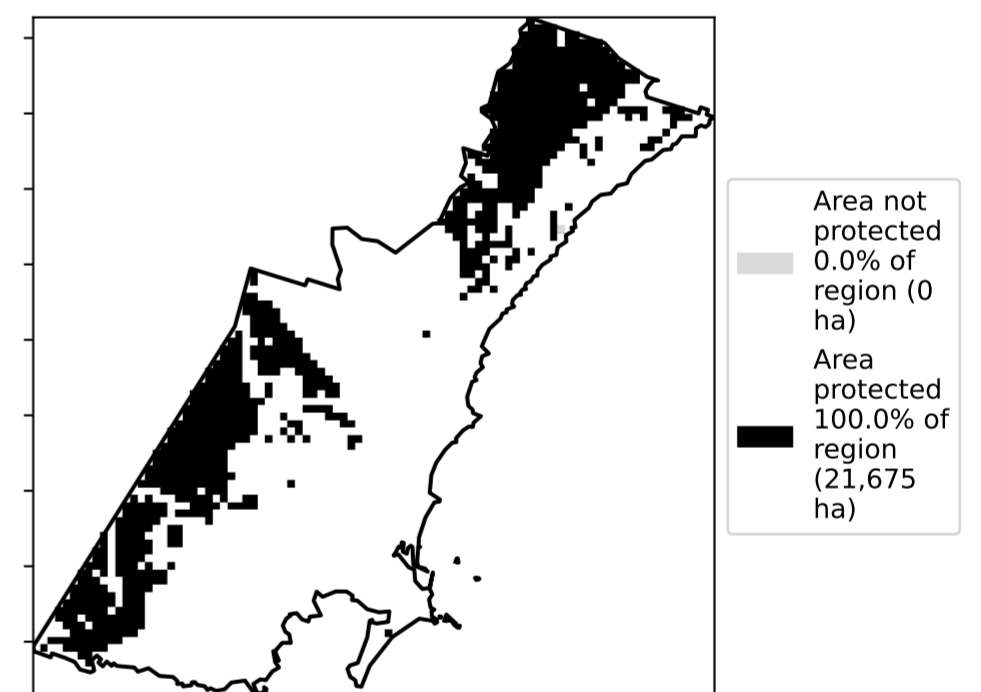 Area not
protected
0.0% of
region (0
ha)
Area
protected
100.0% of
region
(21,675
ha)